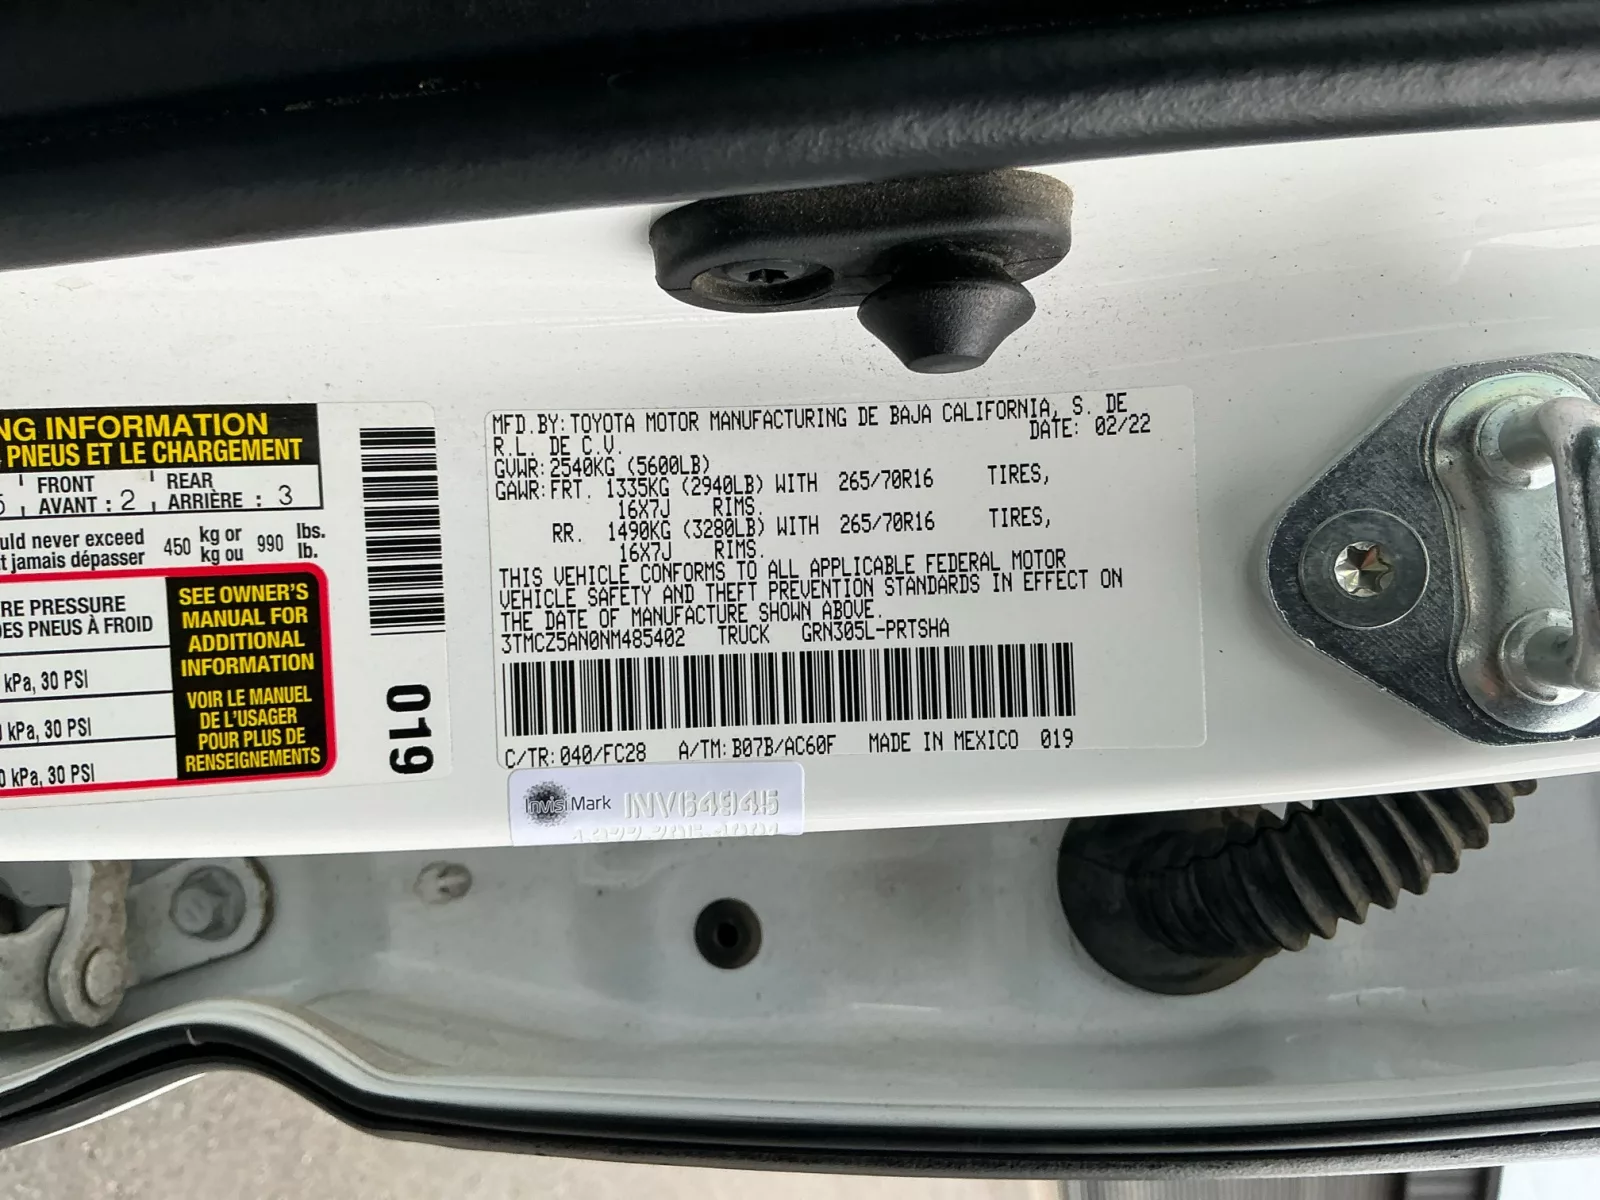 NG INFORMATION
PNEUS ET LE CHARGEMENT
FRONT
AVANT : 2
REAR
ARRIÈRE : 3
uld never exceed
t jamais dépasser
450
kg or
kg ou
990
lbs.
lb.
RE PRESSURE
DES PNEUS À FROID
kPa, 30 PSI
0 kPa, 30 PSI
0 kPa, 30 PSI
SEE OWNER'S
MANUAL FOR
ADDITIONAL
INFORMATION
VOIR LE MANUEL
DE L'USAGER
POUR PLUS DE
RENSEIGNEMENTS
019
MFD.BY: TOYOTA MOTOR MANUFACTURING DE BAJA CALIFORNIA, S. DE
R.L. DE C.V. DATE: 02/22
GVWR: 2540KG (5600LB)
GAWR: FRT. 1335KG (2940LB) WITH 265/70R16 TIRES,
16X7J RIMS.
RR. 1490KG (3280LB) WITH 265/70R16 TIRES,
16X7J RIMS.
THIS VEHICLE CONFORMS TO ALL APPLICABLE FEDERAL MOTOR
VEHICLE SAFETY AND THEFT PREVENTION STANDARDS IN EFFECT ON
THE DATE OF MANUFACTURE SHOWN ABOVE.
3TMCZ5AN0NM485402 TRUCK GRN305L-PRTSHA
C/TR: 040/FC28 A/TM: B07B/AC60F MADE IN MEXICO 019
InvisiMark INV64945